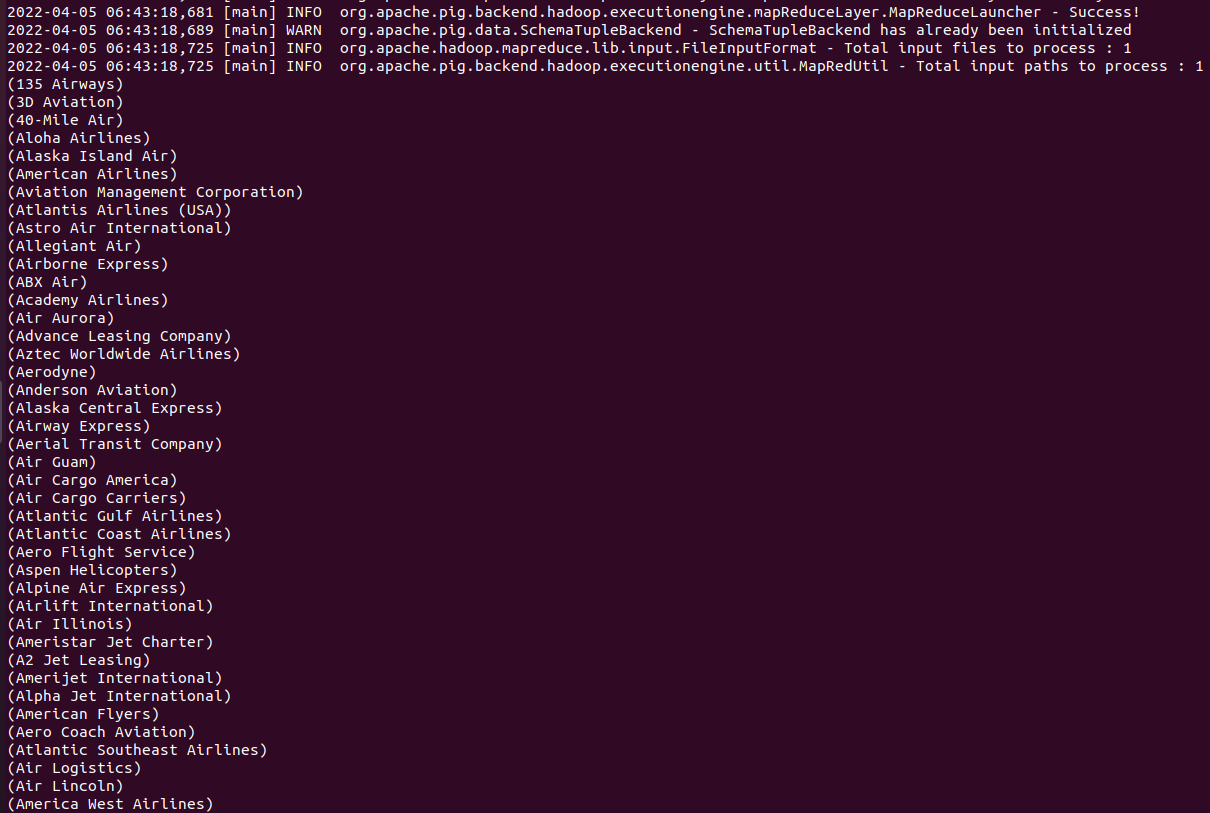 2022-04-05 06:43:18,681 [main] INFO  org.apache.pig.backend.hadoop.executionengine.mapReduceLayer.MapReduceLauncher - Success!
2022-04-05 06:43:18,689 [main] WARN  org.apache.pig.data.SchemaTupleBackend - SchemaTupleBackend has already been initialized
2022-04-05 06:43:18,725 [main] INFO  org.apache.hadoop.mapreduce.lib.input.FileInputFormat - Total input files to process : 1
2022-04-05 06:43:18,725 [main] INFO  org.apache.pig.backend.hadoop.executionengine.util.MapRedUtil - Total input paths to process : 1
(135 Airways)
(3D Aviation)
(40-Mile Air)
(Aloha Airlines)
(Alaska Island Air)
(American Airlines)
(Aviation Management Corporation)
(Atlantis Airlines (USA))
(Astro Air International)
(Allegiant Air)
(Airborne Express)
(ABX Air)
(Academy Airlines)
(Air Aurora)
(Advance Leasing Company)
(Aztec Worldwide Airlines)
(Aerodyne)
(Anderson Aviation)
(Alaska Central Express)
(Airway Express)
(Aerial Transit Company)
(Air Guam)
(Air Cargo America)
(Air Cargo Carriers)
(Atlantic Gulf Airlines)
(Atlantic Coast Airlines)
(Aero Flight Service)
(Aspen Helicopters)
(Alpine Air Express)
(Airlift International)
(Air Illinois)
(Ameristar Jet Charter)
(A2 Jet Leasing)
(Amerijet International)
(Alpha Jet International)
(American Flyers)
(Aero Coach Aviation)
(Atlantic Southeast Airlines)
(Air Logistics)
(Air Lincoln)
(America West Airlines)